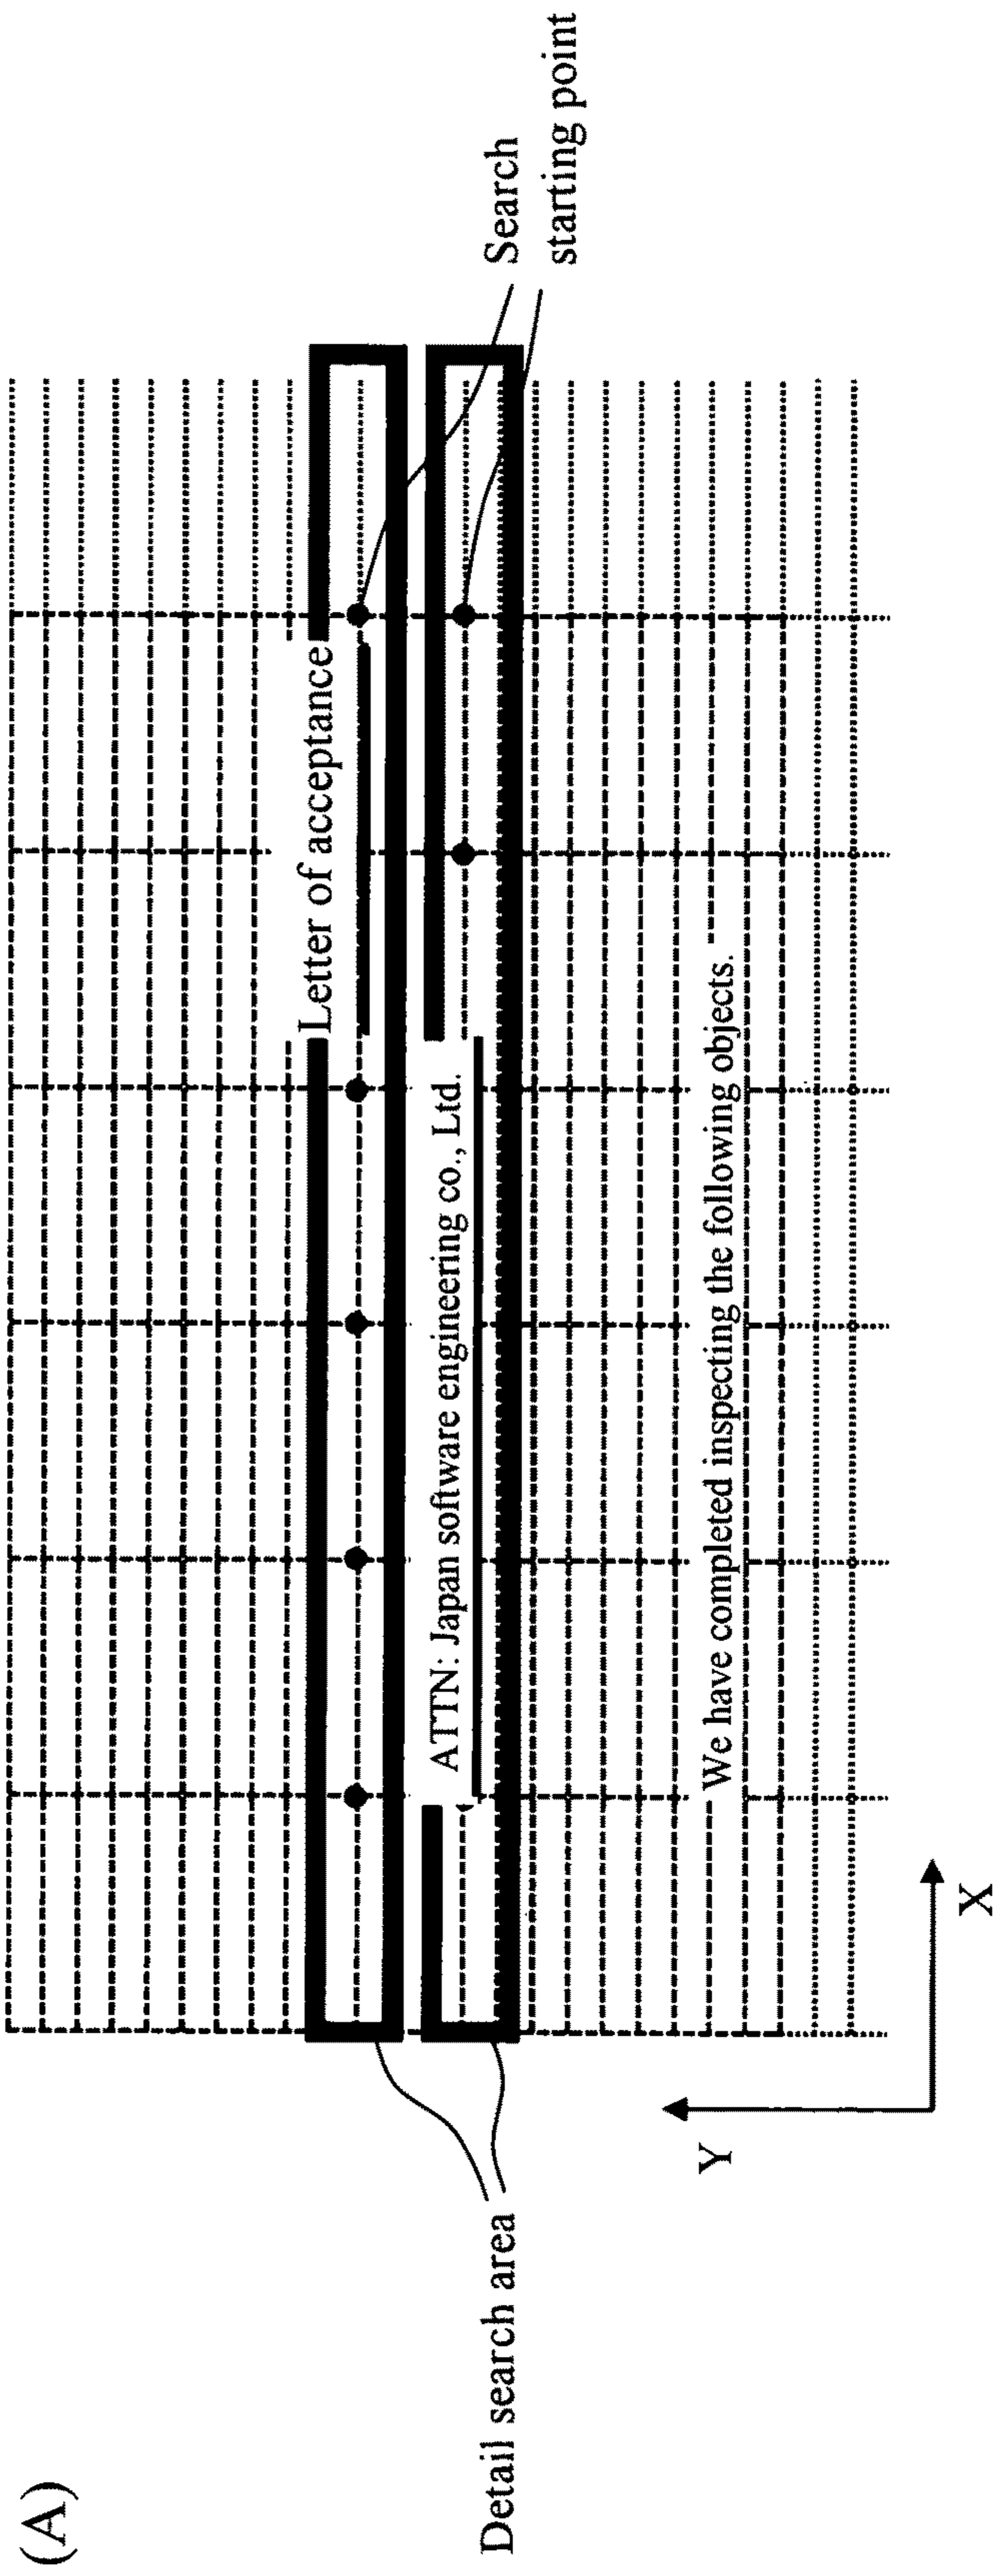 (A)
Letter of acceptance
Search
starting point
ATTN: Japan software engineering co., Ltd.
Detail search area
We have completed inspecting the following objects.
Y
X